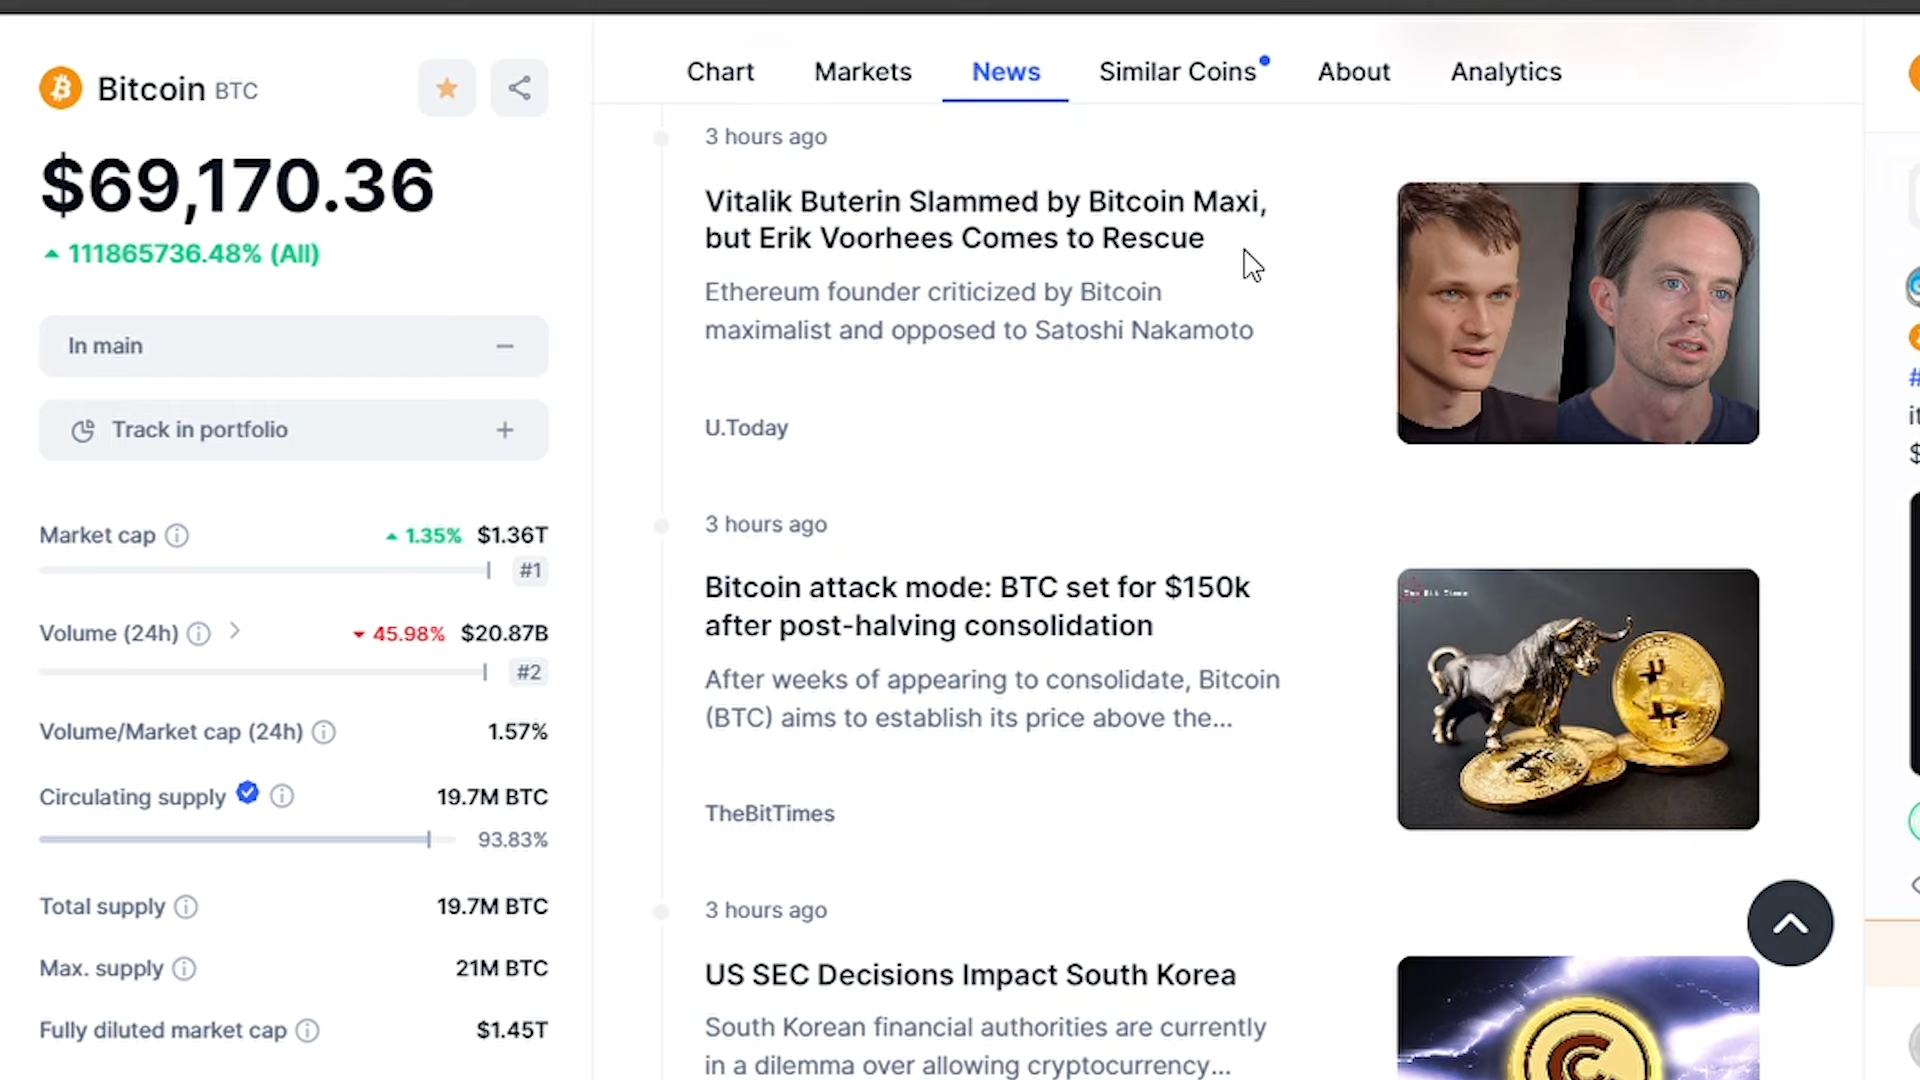 Bitcoin BTC
$69,170.36
111865736.48% (All)
In main
Track in portfolio
Market cap 1.35% $1.36T
#1
Volume (24h) 45.98% $20.87B
#2
Volume/Market cap (24h) 1.57%
Circulating supply 19.7M BTC
93.83%
Total supply 19.7M BTC
Max. supply 21M BTC
Fully diluted market cap $1.45T
Chart Markets News Similar Coins About Analytics
3 hours ago
Vitalik Buterin Slammed by Bitcoin Maxi,
but Erik Voorhees Comes to Rescue
Ethereum founder criticized by Bitcoin
maximalist and opposed to Satoshi Nakamoto
U.Today
3 hours ago
Bitcoin attack mode: BTC set for $150k
after post-halving consolidation
After weeks of appearing to consolidate, Bitcoin
(BTC) aims to establish its price above the...
TheBitTimes
The Bit Times
3 hours ago
US SEC Decisions Impact South Korea
South Korean financial authorities are currently
in a dilemma over allowing cryptocurrency...
#
$